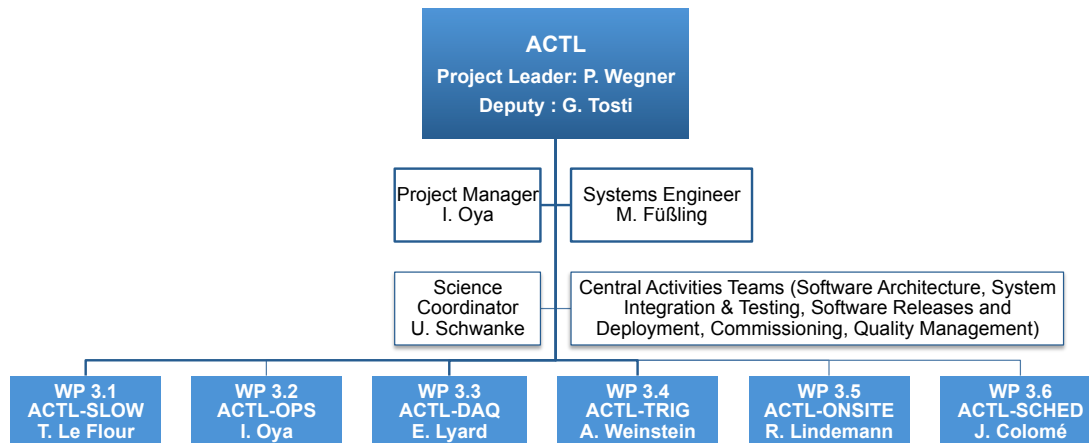 ACTL
Project Leader: P. Wegner
Deputy : G. Tosti
Project Manager
I. Oya
Systems Engineer
M. Füßling
Science
Coordinator
U. Schwanke
Central Activities Teams (Software Architecture, System
Integration & Testing, Software Releases and
Deployment, Commissioning, Quality Management)
WP 3.1
ACTL-SLOW
T. Le Flour
WP 3.2
ACTL-OPS
I. Oya
WP 3.3
ACTL-DAQ
E. Lyard
WP 3.4
ACTL-TRIG
A. Weinstein
WP 3.5
ACTL-ONSITE
R. Lindemann
WP 3.6
ACTL-SCHED
J. Colomé